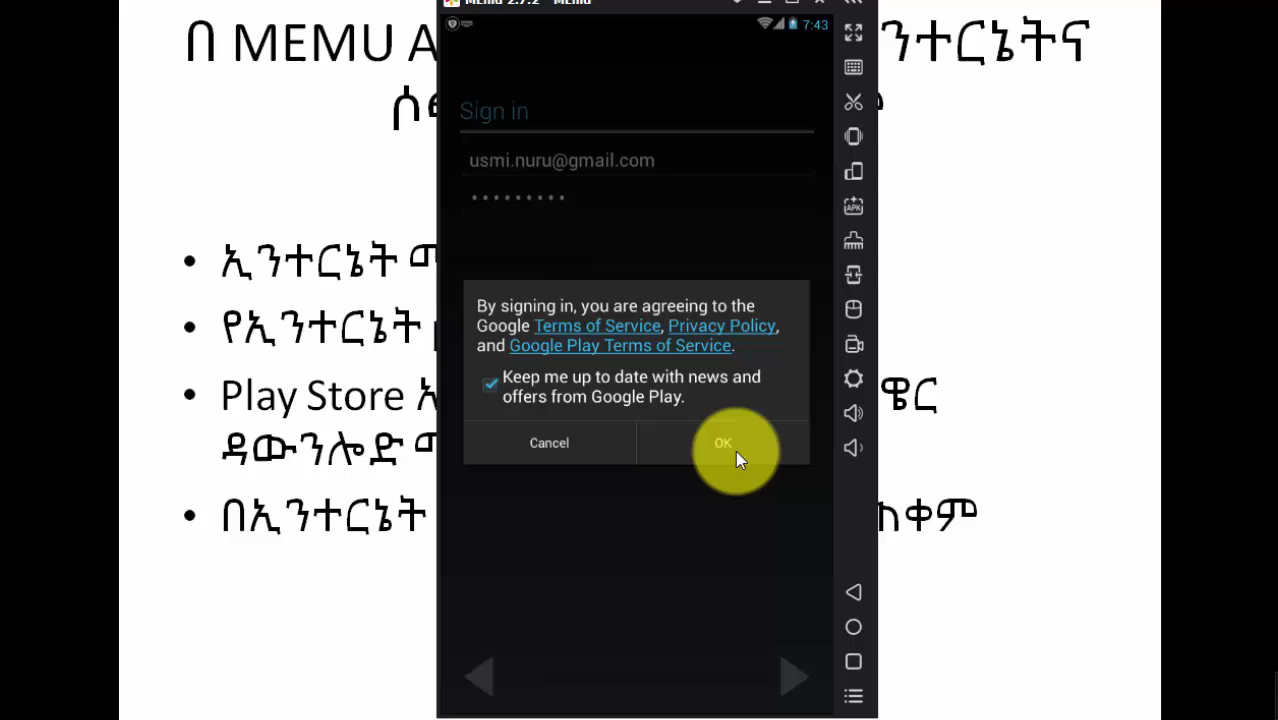 MEmu 2.7.2 - MEmu
በ MEMU
ንተርኔትና
7:43
Sign in
usmi.nuru@gmail.com
•••••••••
• ኢንተርኔት
• የኢንተርኔት
By signing in, you are agreeing to the
Google Terms of Service, Privacy Policy,
and Google Play Terms of Service.
Keep me up to date with news and
offers from Google Play.
• Play Store
ዌር
ዳውንሎድ
Cancel
OK
• በኢንተርኔት
ጠቀም
APK